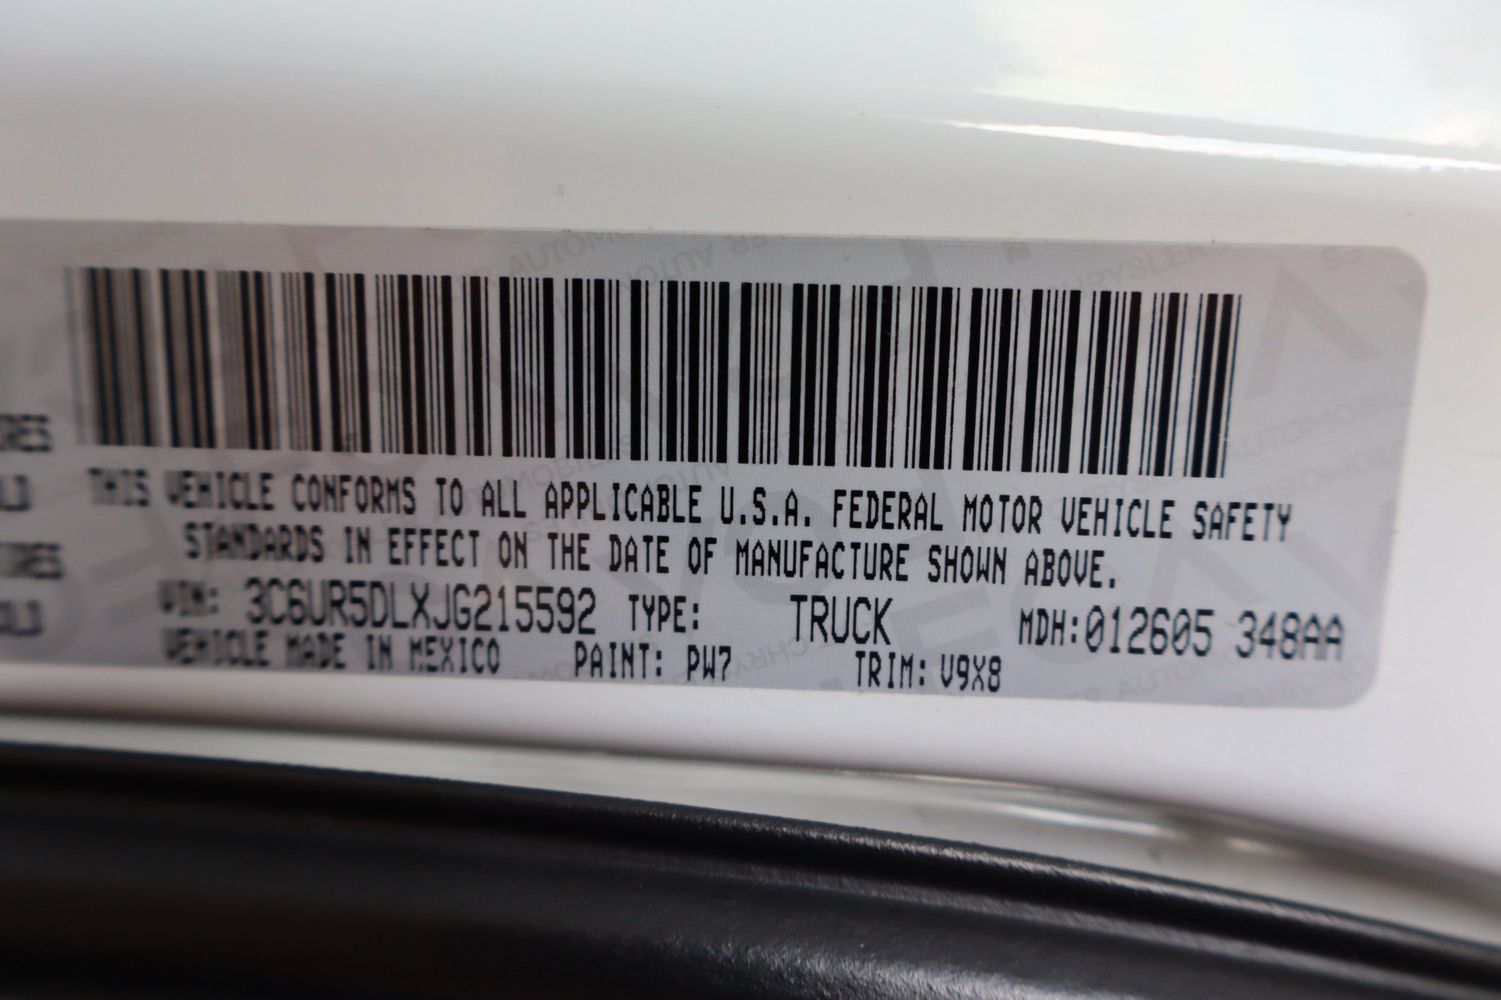 THIS VEHICLE CONFORMS TO ALL APPLICABLE U.S.A. FEDERAL MOTOR VEHICLE SAFETY
STANDARDS IN EFFECT ON THE DATE OF MANUFACTURE SHOWN ABOVE.
VIN: 3C6UR5DLXJG215592 TYPE: TRUCK MDH:012605 348AA
VEHICLE MADE IN MEXICO PAINT: PW7 TRIM: V9X8